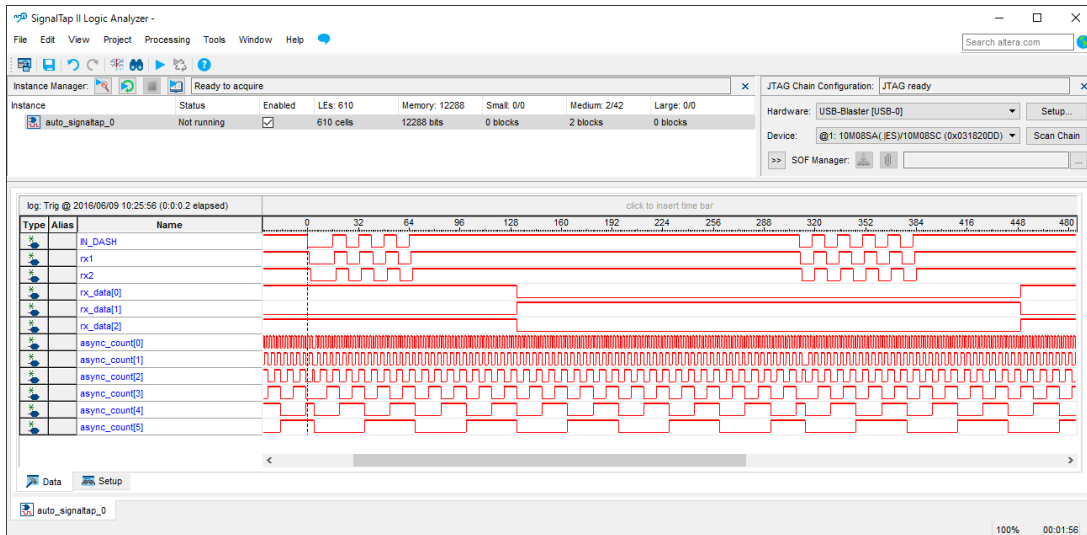 SignalTap II Logic Analyzer -
File Edit View Project Processing Tools Window Help
Search altera.com
Instance Manager: Ready to acquire
JTAG Chain Configuration: JTAG ready
Instance Status Enabled LEs: 610 Memory: 12288 Small: 0/0 Medium: 2/42 Large: 0/0
auto_signaltap_0 Not running 610 cells 12288 bits 0 blocks 2 blocks 0 blocks
Hardware: USB-Blaster [USB-0] Setup...
Device: @1: 10M08SA(.|ES)/10M08SC (0x031820DD) Scan Chain
>> SOF Manager: ...
log: Trig @ 2016/06/09 10:25:56 (0:0:0.2 elapsed) click to insert time bar
Type Alias Name 0 32 64 96 128 160 192 224 256 288 320 352 384 416 448 480
IN_DASH
rx1
rx2
rx_data[0]
rx_data[1]
rx_data[2]
async_count[0]
async_count[1]
async_count[2]
async_count[3]
async_count[4]
async_count[5]
Data Setup
auto_signaltap_0
100% 00:01:56